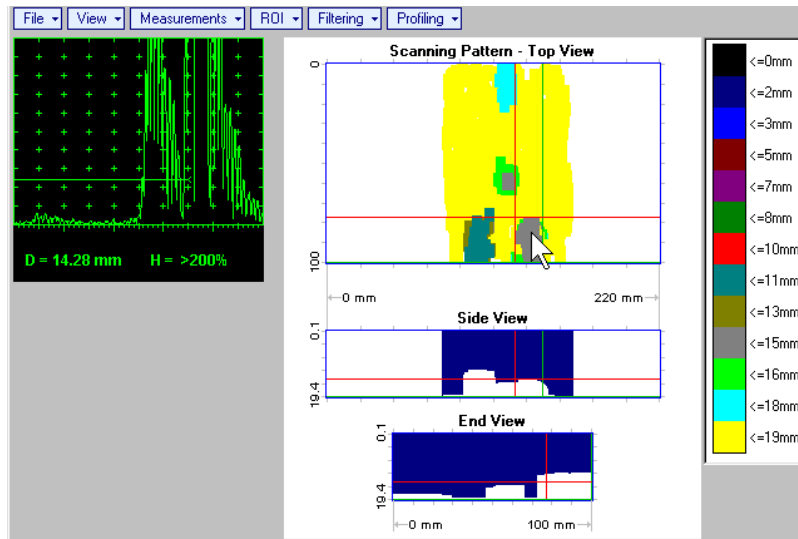 File View Measurements ROI Filtering Profiling
Scanning Pattern - Top View
0
100
0 mm 220 mm
D = 14.28 mm H = >200%
Side View
0.1
19.4
End View
0.1
19.4
0 mm 100 mm
<=0mm
<=2mm
<=3mm
<=5mm
<=7mm
<=8mm
<=10mm
<=11mm
<=13mm
<=15mm
<=16mm
<=18mm
<=19mm